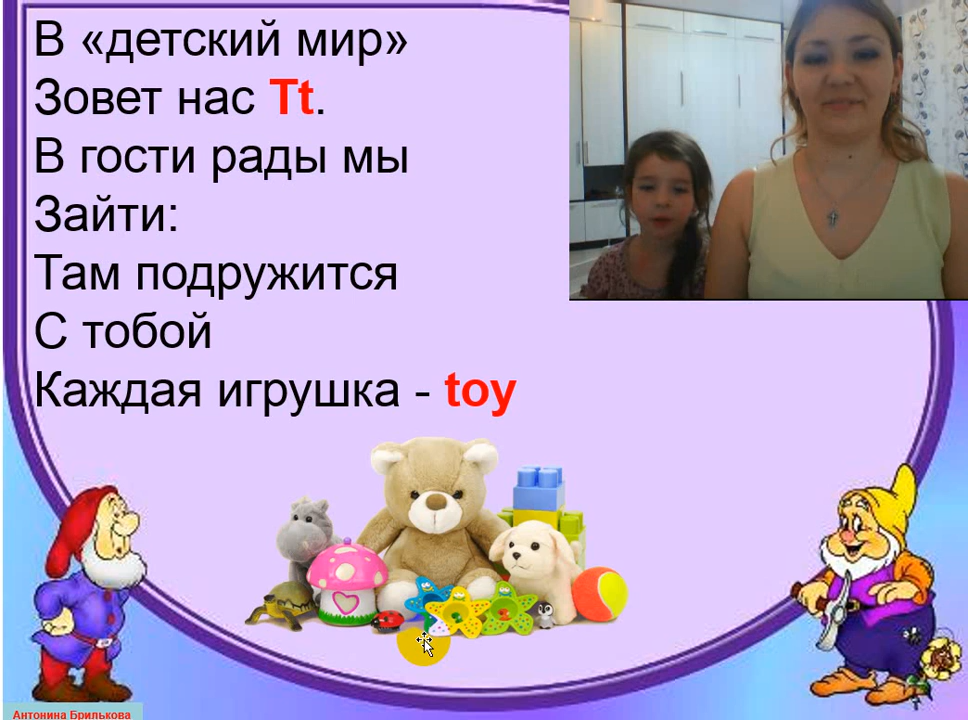 В «детский мир»
Зовет нас Tt.
В гости рады мы
Зайти:
Там подружится
С тобой
Каждая игрушка - toy
Антонина Брилькова